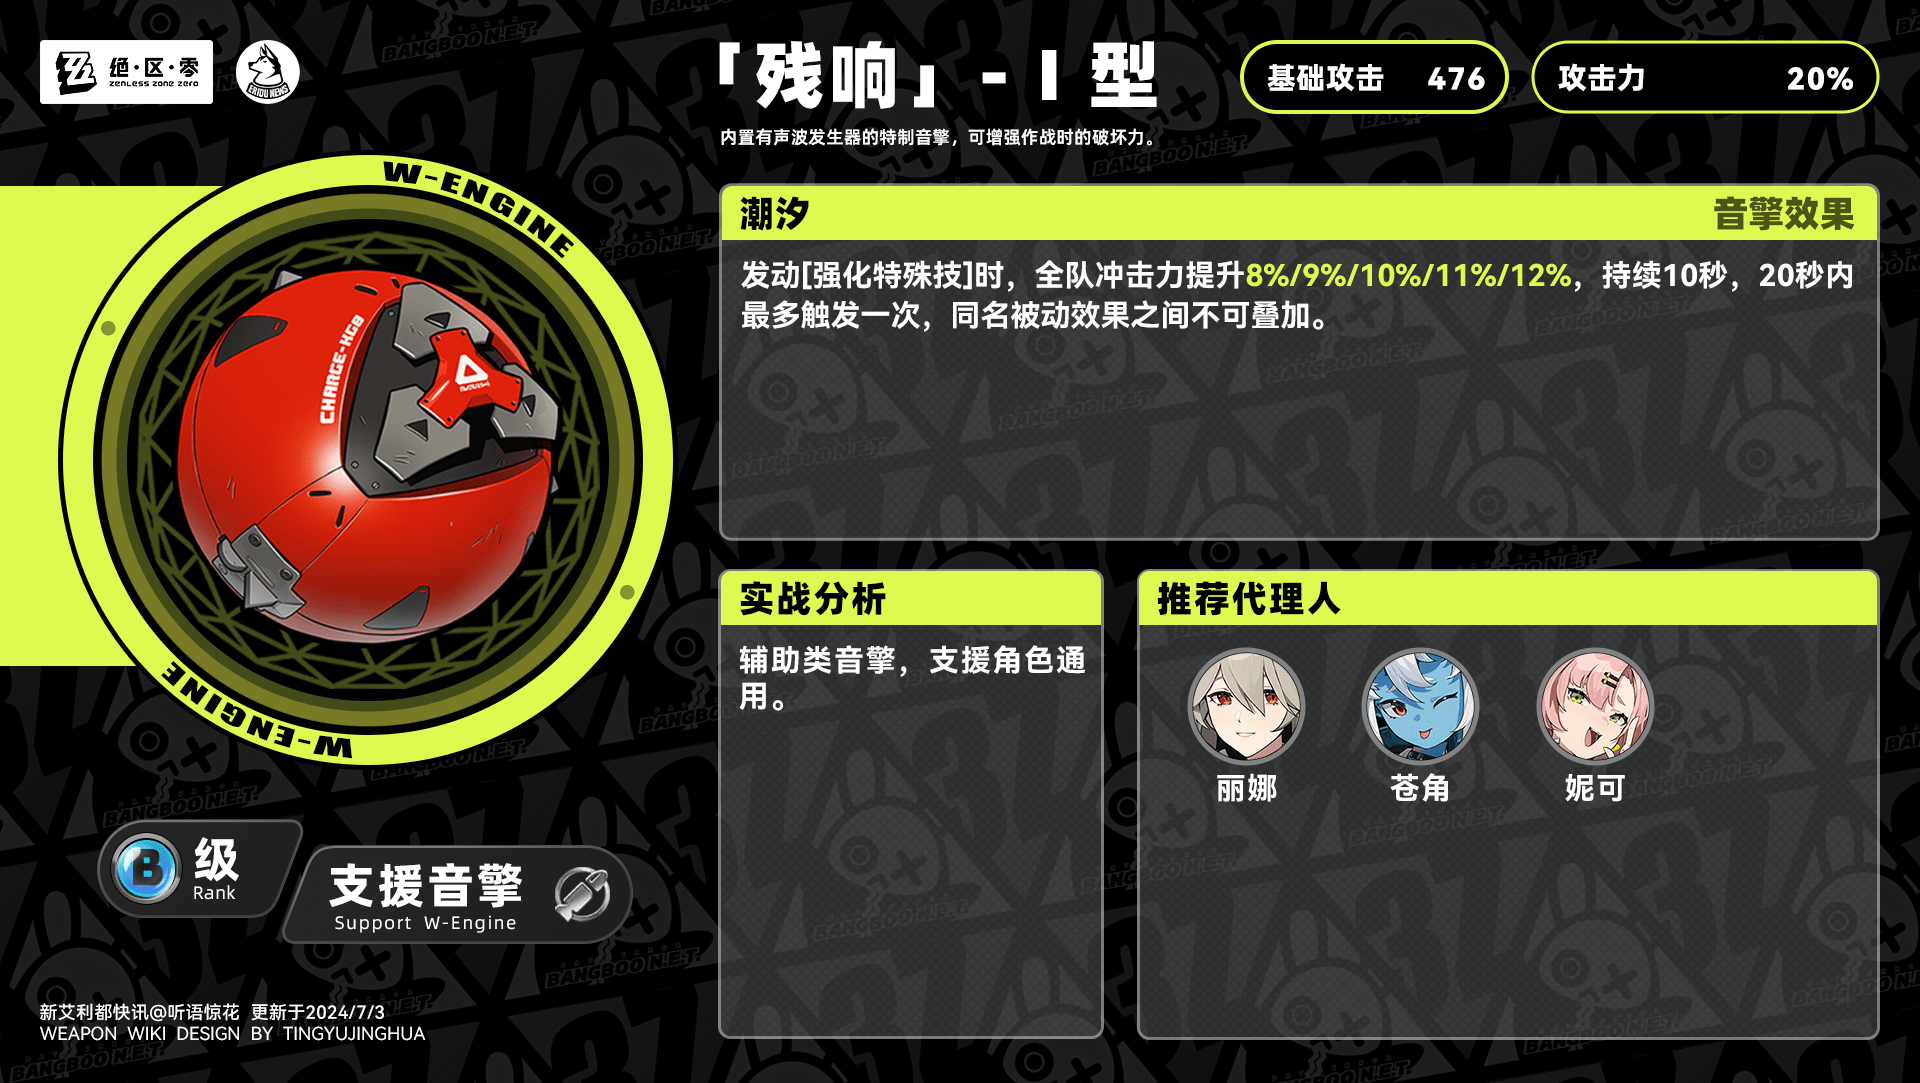 绝·区·零
ZENLESS ZONE ZERO
ERIDU NEWS
「残响」-Ⅰ型
内置有声波发生器的特制音擎，可增强作战时的破坏力。
基础攻击 476
攻击力 20%
W-ENGINE
CHARGE-XG8
W-ENGINE
潮汐 音擎效果
发动[强化特殊技]时，全队冲击力提升8%/9%/10%/11%/12%，持续10秒，20秒内
最多触发一次，同名被动效果之间不可叠加。
实战分析
辅助类音擎，支援角色通
用。
推荐代理人
丽娜 苍角 妮可
B 级
Rank
支援音擎
Support W-Engine
新艾利都快讯@听语惊花 更新于2024/7/3
WEAPON WIKI DESIGN BY TINGYUJINGHUA
BANGBOO N.E.T.